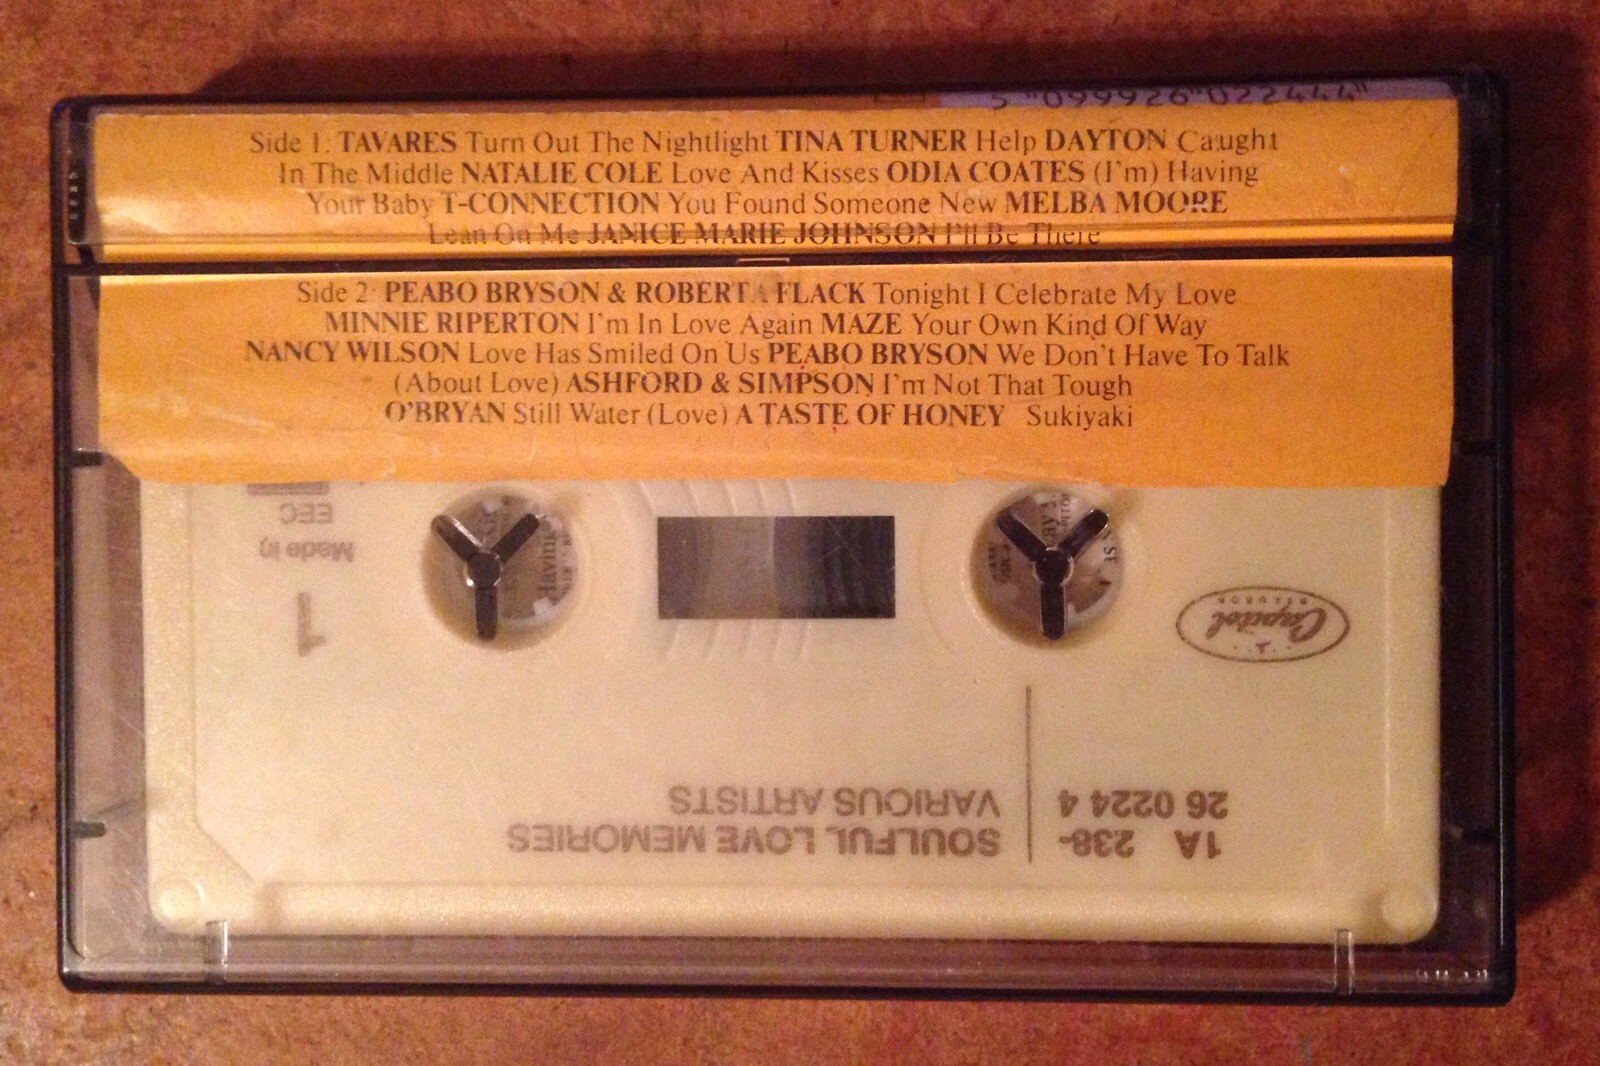 5 "099926"022444"
Side 1: TAVARES Turn Out The Nightlight TINA TURNER Help DAYTON Caught
In The Middle NATALIE COLE Love And Kisses ODIA COATES (I'm) Having
Your Baby T-CONNECTION You Found Someone New MELBA MOORE
Lean On Me JANICE MARIE JOHNSON I'll Be There
Side 2 PEABO BRYSON & ROBERTA FLACK Tonight I Celebrate My Love
MINNIE RIPERTON I'm In Love Again MAZE Your Own Kind Of Way
NANCY WILSON Love Has Smiled On Us PEABO BRYSON We Don't Have To Talk
(About Love) ASHFORD & SIMPSON I'm Not That Tough
O'BRYAN Still Water (Love) A TASTE OF HONEY Sukiyaki
1A 238-
26 0224 4
SOULFUL LOVE MEMORIES
VARIOUS ARTISTS
Capitol
RECORDS
1
Made in
EEC
Having